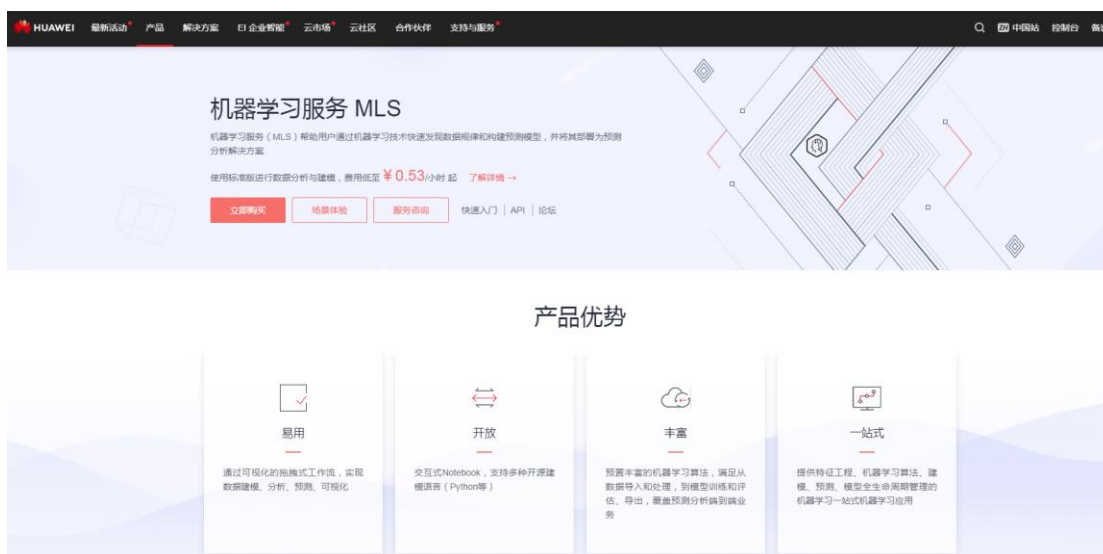 HUAWEI 最新活动 产品 解决方案 EI 企业智能 云市场 云社区 合作伙伴 支持与服务 中国站 控制台
机器学习服务 MLS
机器学习服务（MLS）帮助用户通过机器学习技术快速发现数据规律和构建预测模型，并将其部署为预测
分析解决方案
使用标准版进行数据分析与建模，费用低至 ¥ 0.53/小时 起 了解详情 →
立即购买 场景体验 服务咨询 快速入门 | API | 论坛
产品优势
易用
通过可视化的拖拽式工作流，实现
数据建模、分析、预测、可视化
开放
交互式Notebook，支持多种开源建
模语言（Python等）
丰富
预置丰富的机器学习算法，满足从
数据导入和处理，到模型训练和评
估、导出，覆盖预测分析端到端业
务
一站式
提供特征工程、机器学习算法、建
模、预测、模型全生命周期管理的
机器学习一站式机器学习应用